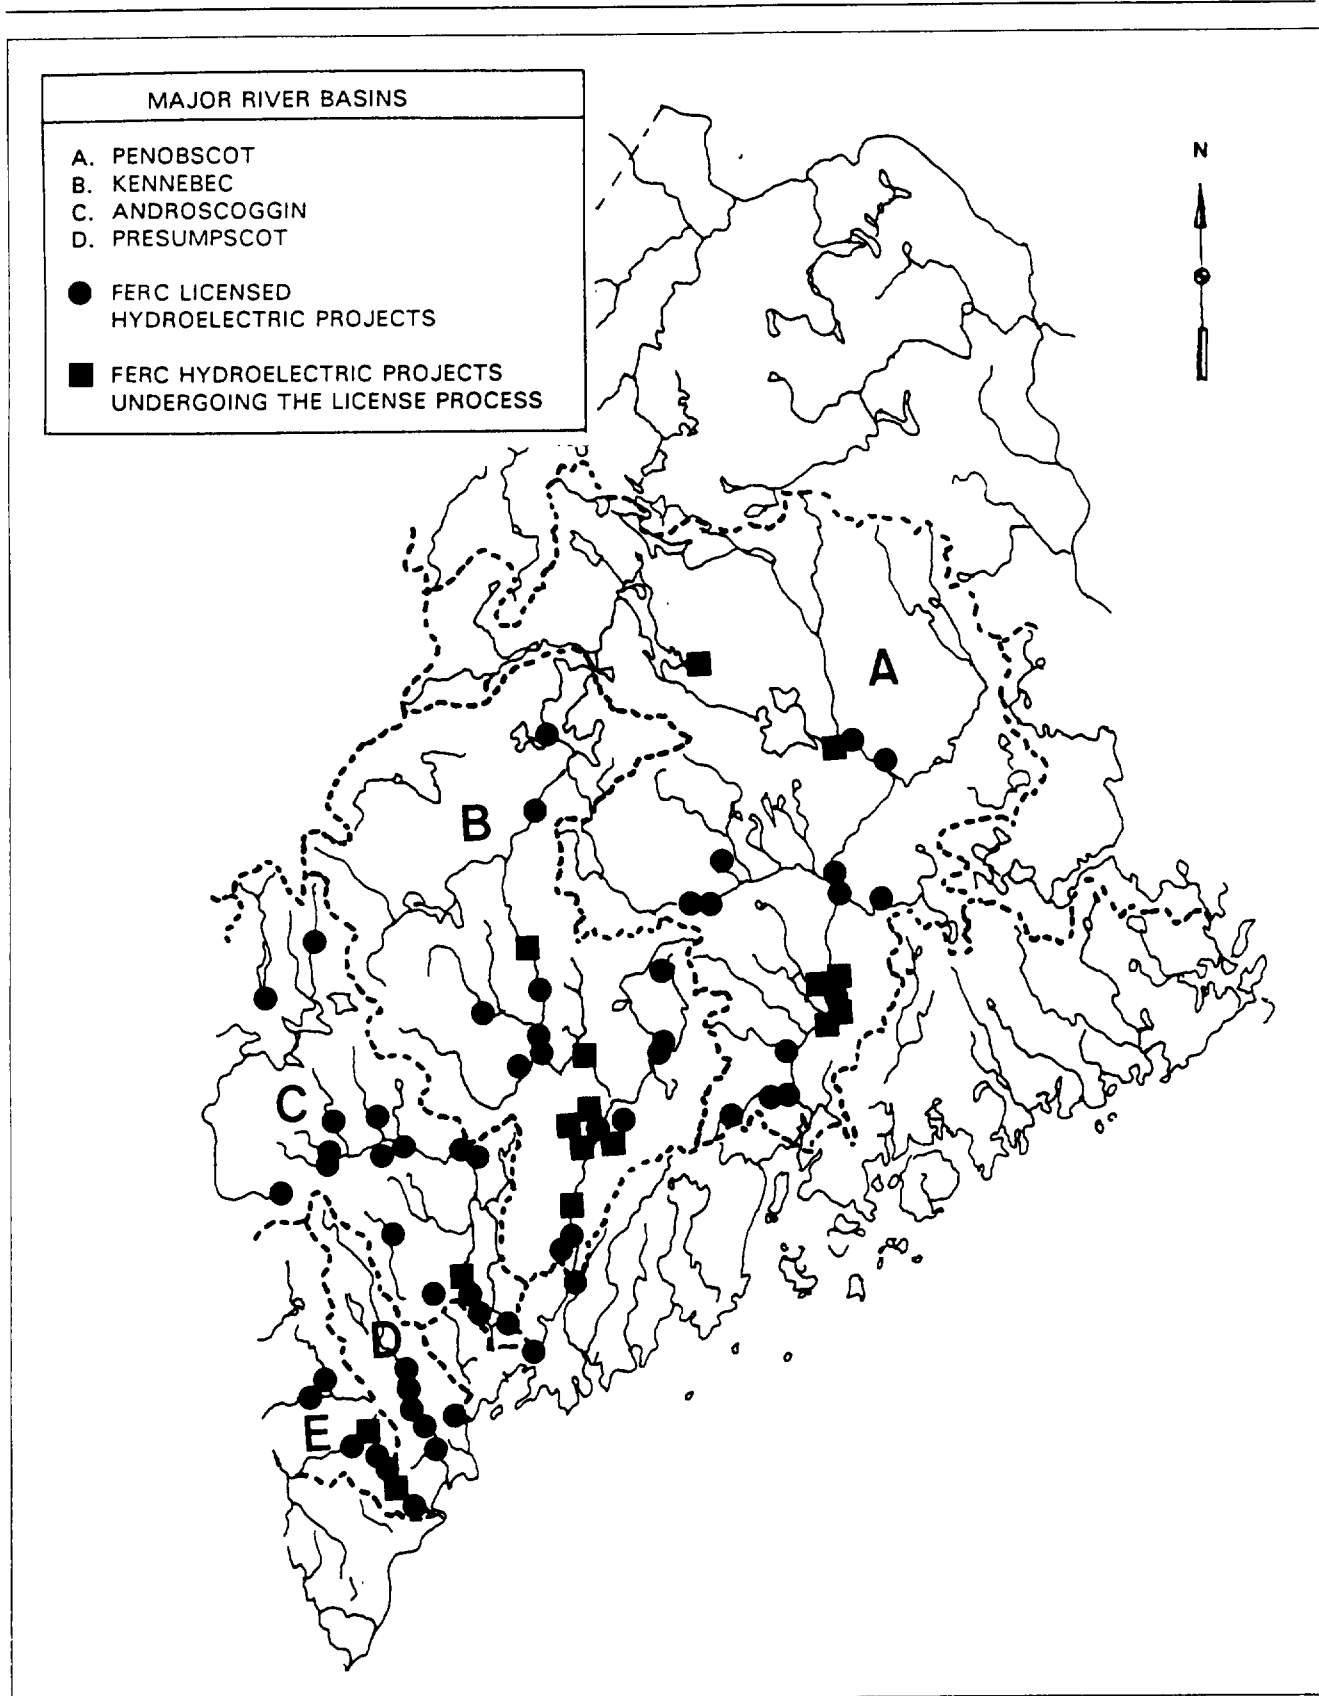 MAJOR RIVER BASINS
A. PENOBSCOT
B. KENNEBEC
C. ANDROSCOGGIN
D. PRESUMPSCOT
FERC LICENSED
HYDROELECTRIC PROJECTS
FERC HYDROELECTRIC PROJECTS
UNDERGOING THE LICENSE PROCESS
N
A
B
C
D
E